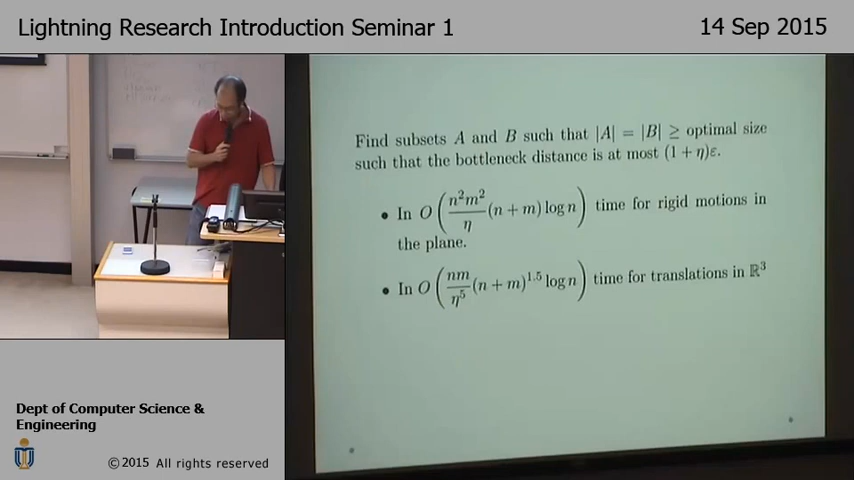 Lightning Research Introduction Seminar 1
14 Sep 2015
Find subsets A and B such that |A| = |B| ≥ optimal size
such that the bottleneck distance is at most (1 + η)ε.
• In O(n²m²/η (n + m) log n) time for rigid motions in
the plane.
• In O(nm/η⁵ (n + m)^1.5 log n) time for translations in ℝ³
Dept of Computer Science &
Engineering
©2015 All rights reserved